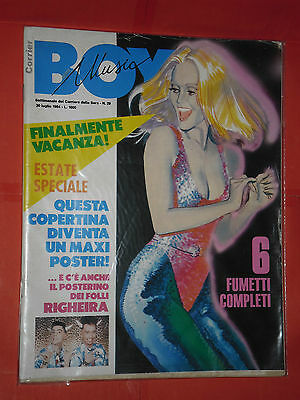 Corrier
BOY
Music
Settimanale del Corriere della Sera - N. 29
FINALMENTE
VACANZA!
ESTATE
SPECIALE
QUESTA
COPERTINA
DIVENTA
UN MAXI
POSTER!
... E C'È ANCHE
IL POSTERINO
DEI FOLLI
RIGHEIRA
6
FUMETTI
COMPLETI